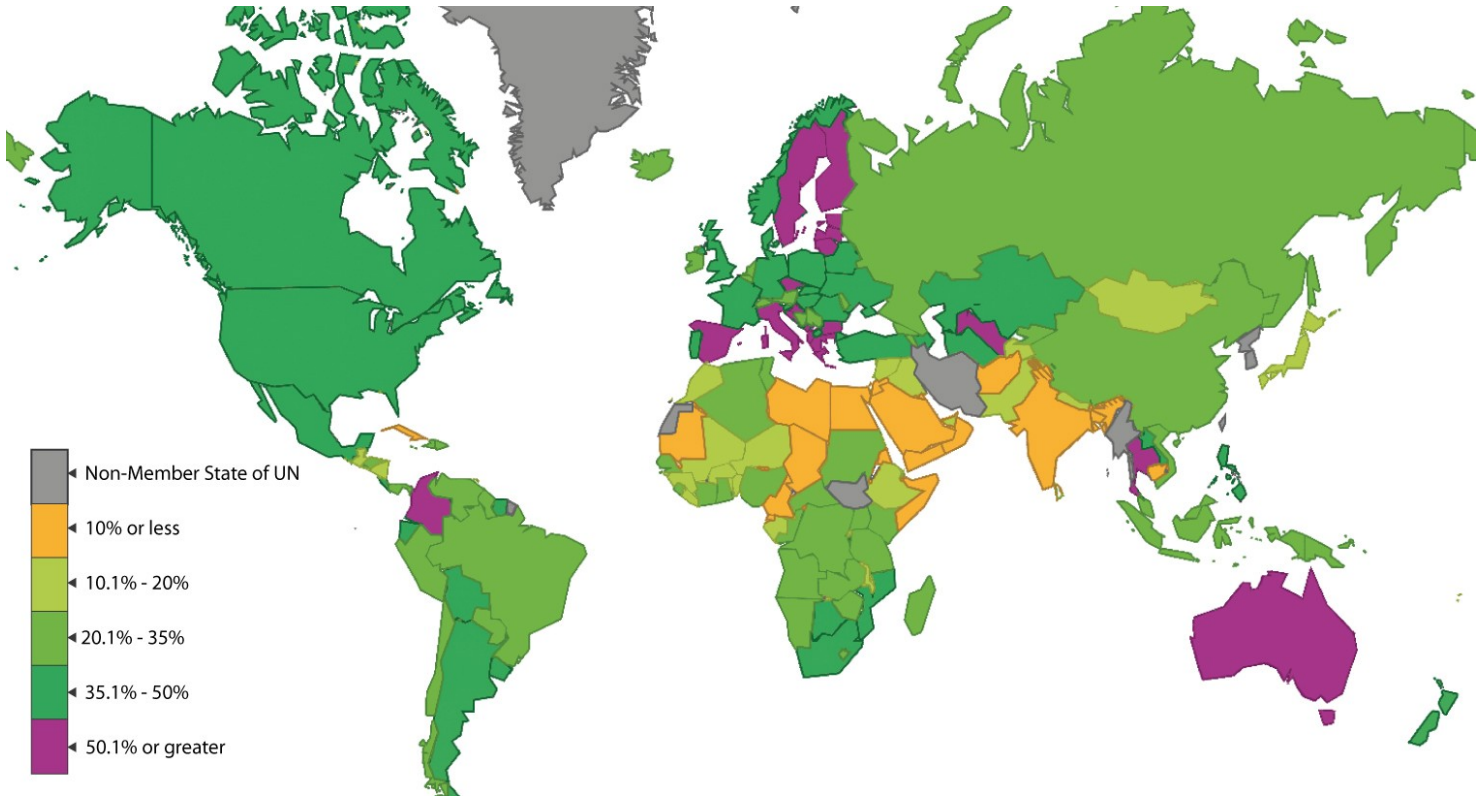 Non-Member State of UN
10% or less
10.1% - 20%
20.1% - 35%
35.1% - 50%
50.1% or greater